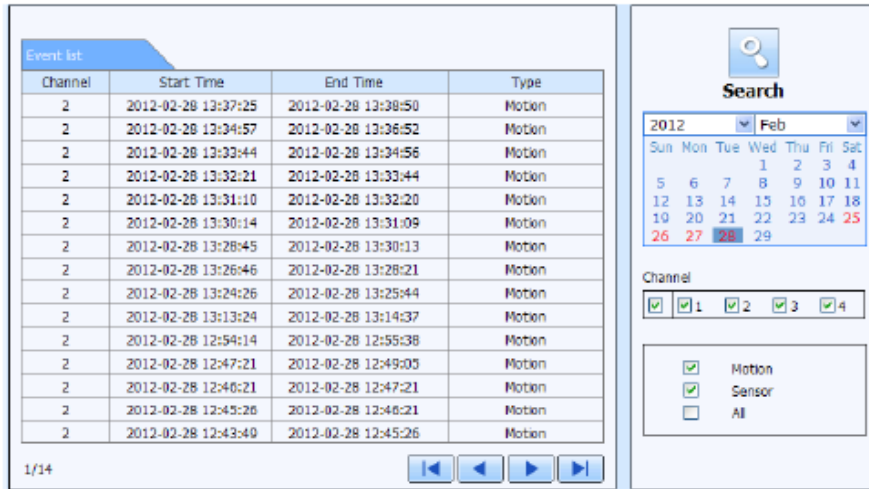 Event list
Channel Start Time End Time Type
2 2012-02-28 13:37:25 2012-02-28 13:38:50 Motion
2 2012-02-28 13:34:57 2012-02-28 13:36:52 Motion
2 2012-02-28 13:33:44 2012-02-28 13:34:56 Motion
2 2012-02-28 13:32:21 2012-02-28 13:33:44 Motion
2 2012-02-28 13:31:10 2012-02-28 13:32:20 Motion
2 2012-02-28 13:30:14 2012-02-28 13:31:09 Motion
2 2012-02-28 13:28:45 2012-02-28 13:30:13 Motion
2 2012-02-28 13:26:46 2012-02-28 13:28:21 Motion
2 2012-02-28 13:24:26 2012-02-28 13:25:44 Motion
2 2012-02-28 13:13:24 2012-02-28 13:14:37 Motion
2 2012-02-28 12:54:14 2012-02-28 12:55:38 Motion
2 2012-02-28 12:47:21 2012-02-28 12:49:05 Motion
2 2012-02-28 12:46:21 2012-02-28 12:47:21 Motion
2 2012-02-28 12:45:26 2012-02-28 12:46:21 Motion
2 2012-02-28 12:43:49 2012-02-28 12:45:26 Motion
1/14
Search
2012 Feb
Sun Mon Tue Wed Thu Fri Sat
1 2 3 4
5 6 7 8 9 10 11
12 13 14 15 16 17 18
19 20 21 22 23 24 25
26 27 28 29
Channel
1 2 3 4
Motion
Sensor
All